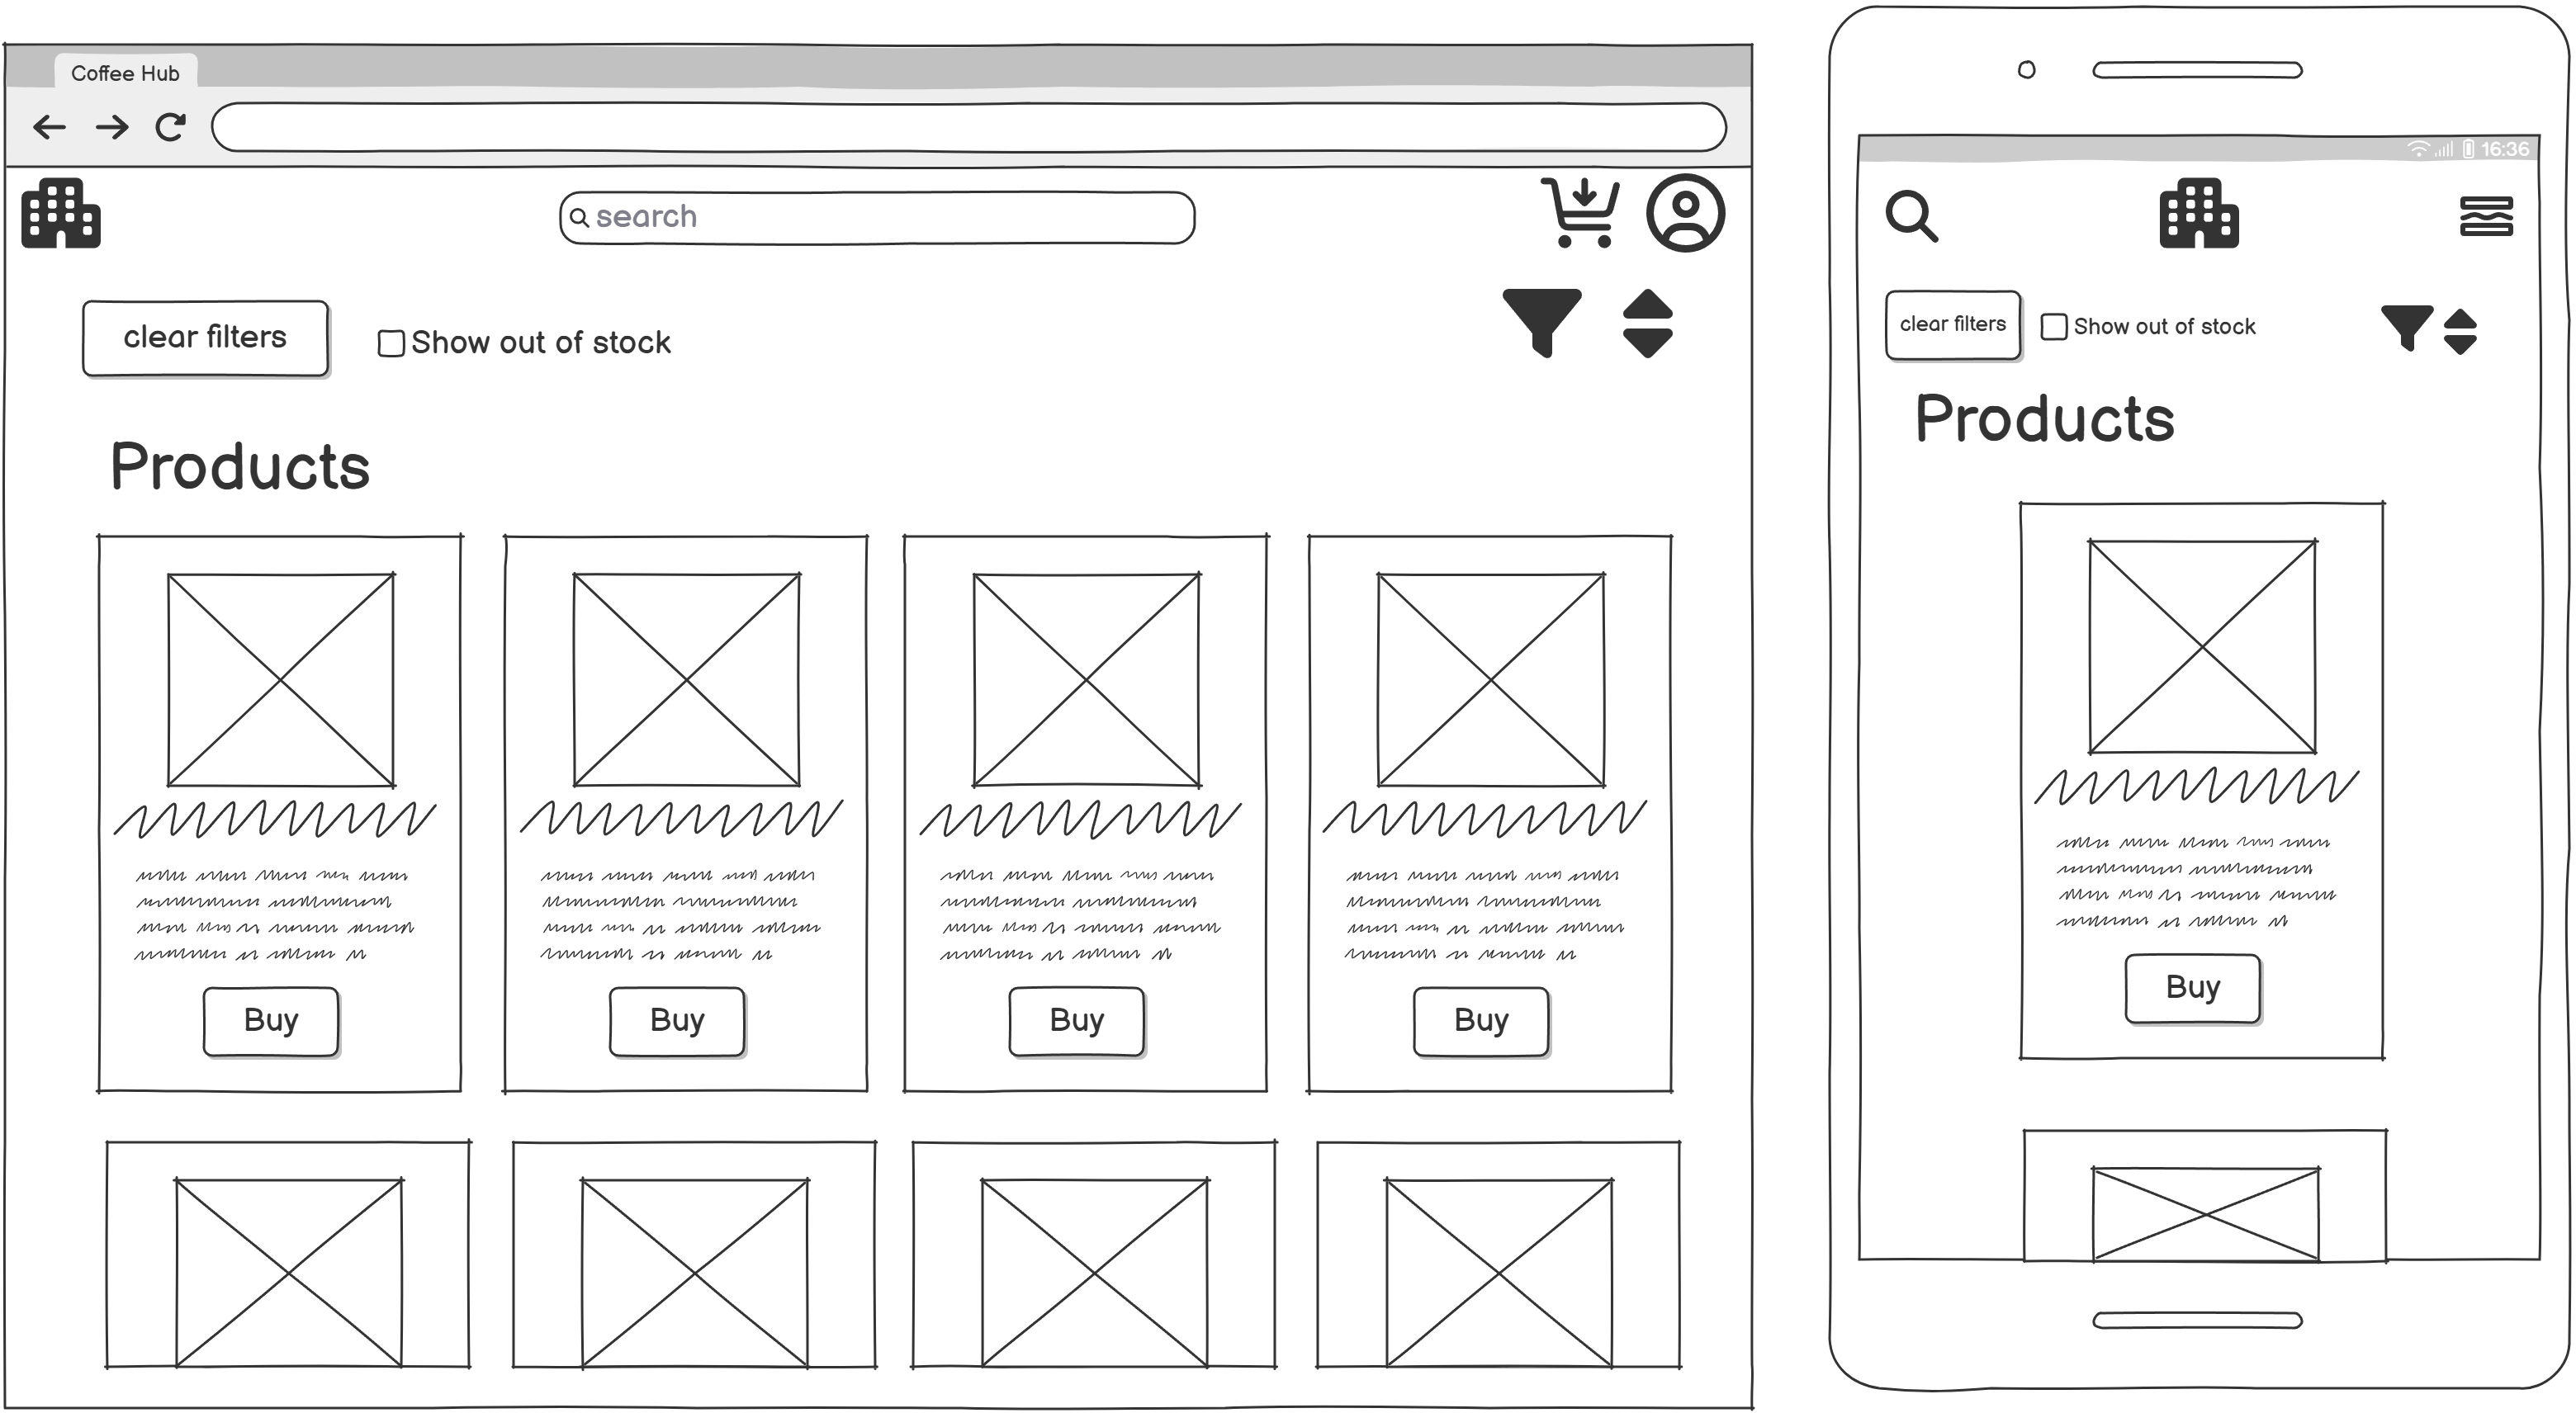 Coffee Hub
search
clear filters
Show out of stock
Products
Buy
Buy
Buy
Buy
16:36
clear filters
Show out of stock
Products
Buy